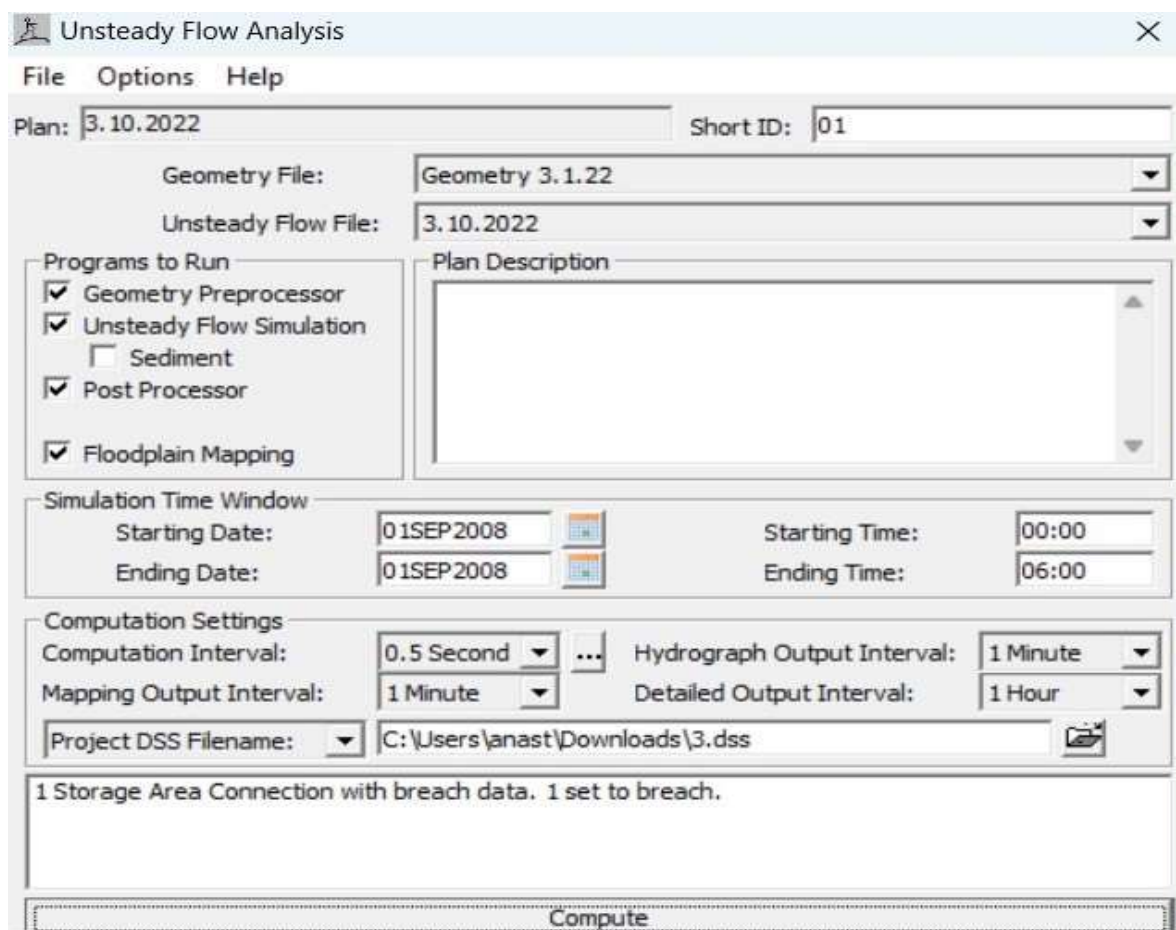 Unsteady Flow Analysis
File Options Help
Plan: 3.10.2022 Short ID: 01
Geometry File: Geometry 3.1.22
Unsteady Flow File: 3.10.2022
Programs to Run
Geometry Preprocessor
Unsteady Flow Simulation
Sediment
Post Processor
Floodplain Mapping
Plan Description
Simulation Time Window
Starting Date: 01SEP2008 Starting Time: 00:00
Ending Date: 01SEP2008 Ending Time: 06:00
Computation Settings
Computation Interval: 0.5 Second ... Hydrograph Output Interval: 1 Minute
Mapping Output Interval: 1 Minute Detailed Output Interval: 1 Hour
Project DSS Filename: C:\Users\anast\Downloads\3.dss
1 Storage Area Connection with breach data. 1 set to breach.
Compute